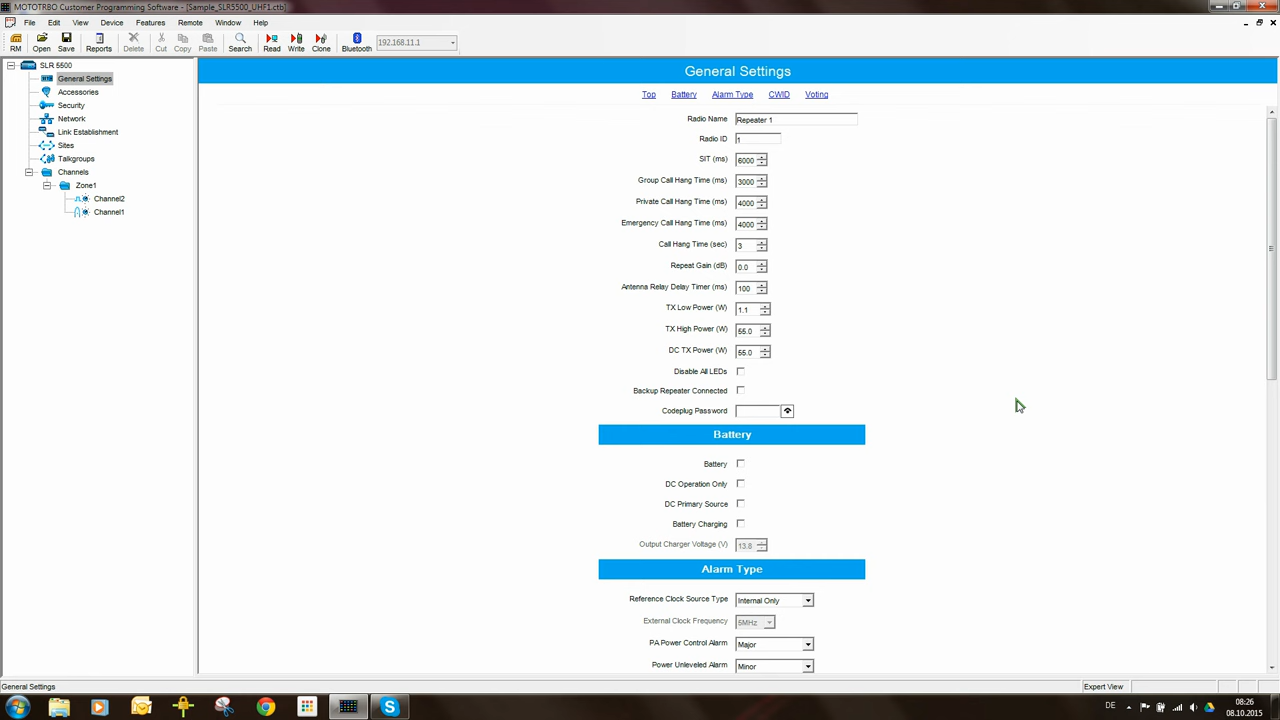 MOTOTRBO Customer Programming Software - [Sample_SLR5500_UHF1.ctb]
File Edit View Device Features Remote Window Help
RM Open Save Reports Delete Cut Copy Paste Search Read Write Clone Bluetooth 192.168.11.1
SLR 5500
General Settings
Accessories
Security
Network
Link Establishment
Sites
Talkgroups
Channels
Zone1
Channel2
Channel1
General Settings
Top Battery Alarm Type CWID Voting
Radio Name Repeater 1
Radio ID 1
SIT (ms) 6000
Group Call Hang Time (ms) 3000
Private Call Hang Time (ms) 4000
Emergency Call Hang Time (ms) 4000
Call Hang Time (sec) 3
Repeat Gain (dB) 0.0
Antenna Relay Delay Timer (ms) 100
TX Low Power (W) 1.1
TX High Power (W) 55.0
DC TX Power (W) 55.0
Disable All LEDs
Backup Repeater Connected
Codeplug Password
Battery
Battery
DC Operation Only
DC Primary Source
Battery Charging
Output Charger Voltage (V) 13.8
Alarm Type
Reference Clock Source Type Internal Only
External Clock Frequency 5MHz
PA Power Control Alarm Major
Power Unleveled Alarm Minor
General Settings Expert View
DE 08:26
08.10.2015